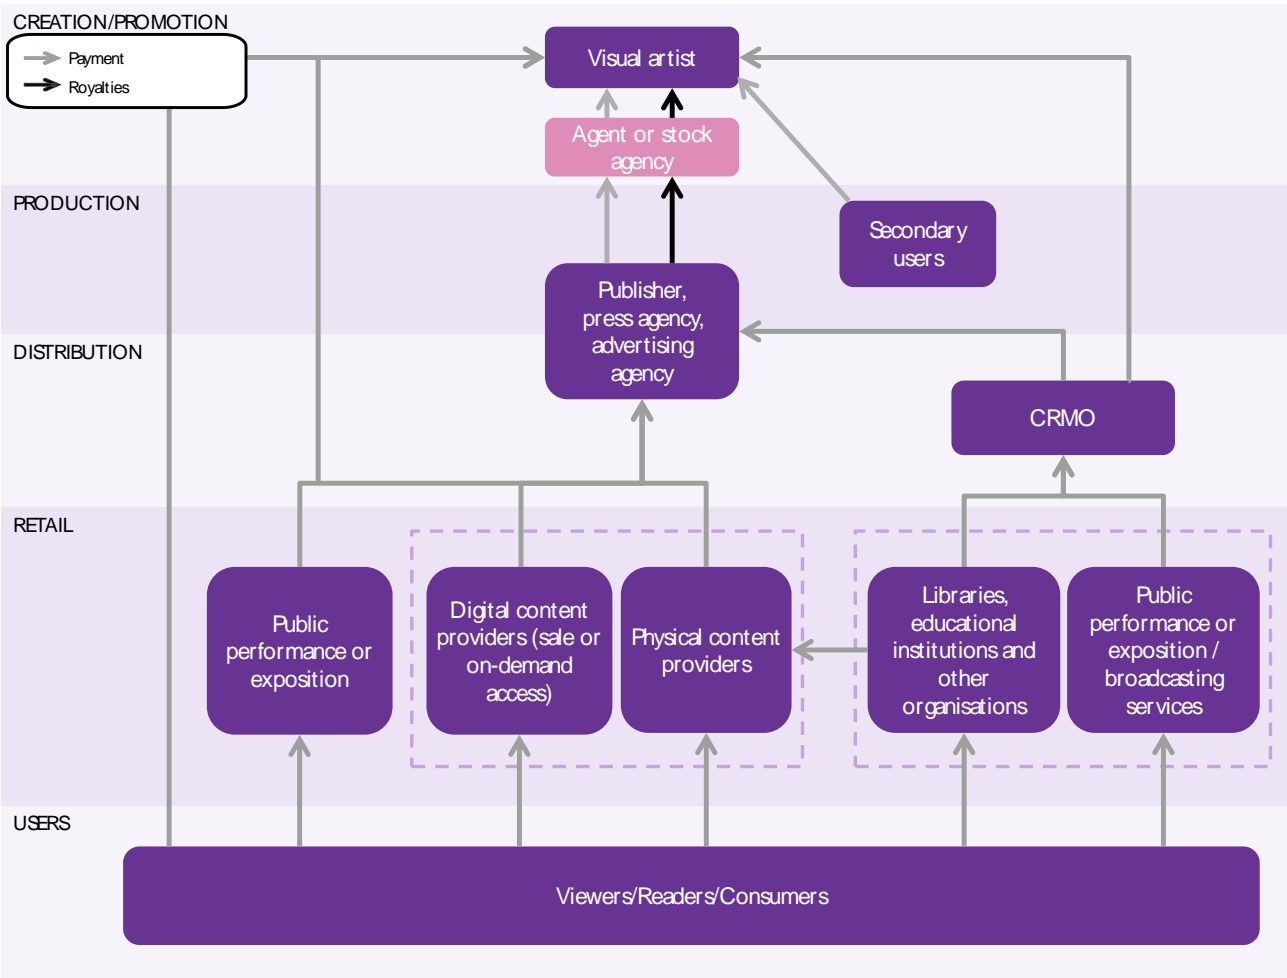 CREATION/PROMOTION
Payment
Royalties
Visual artist
Agent or stock
agency
PRODUCTION
Secondary
users
Publisher,
press agency,
advertising
agency
DISTRIBUTION
CRMO
RETAIL
Public
performance or
exposition
Digital content
providers (sale or
on-demand
access)
Physical content
providers
Libraries,
educational
institutions and
other
organisations
Public
performance or
exposition /
broadcasting
services
USERS
Viewers/Readers/Consumers